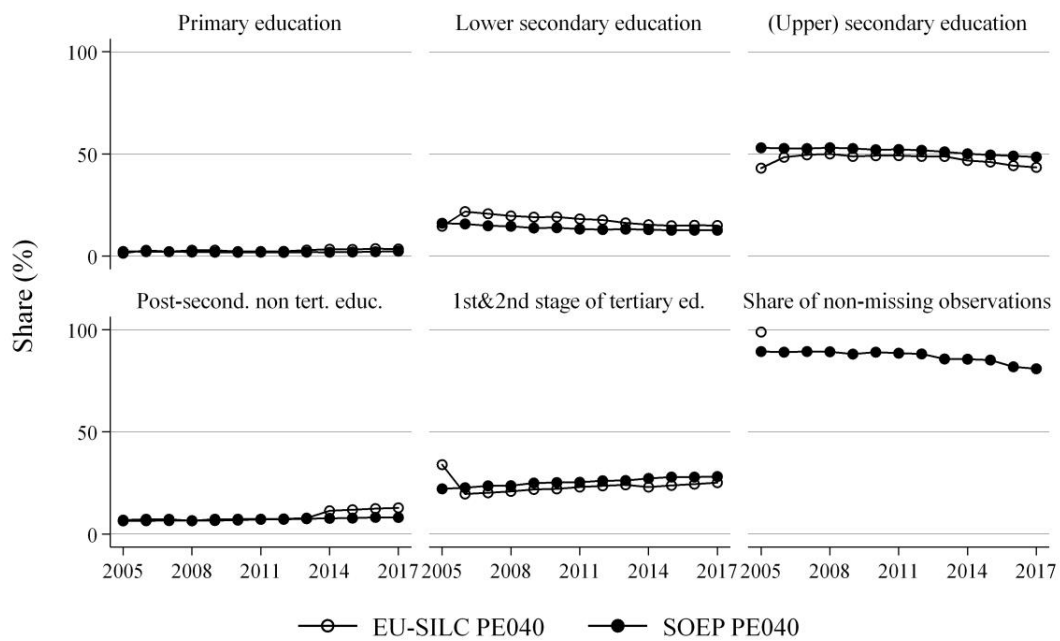 Primary education
Lower secondary education
(Upper) secondary education
100
50
0
Share (%)
Post-second. non tert. educ.
1st&2nd stage of tertiary ed.
Share of non-missing observations
100
50
0
2005 2008 2011 2014 2017
2005 2008 2011 2014 2017
2005 2008 2011 2014 2017
EU-SILC PE040
SOEP PE040